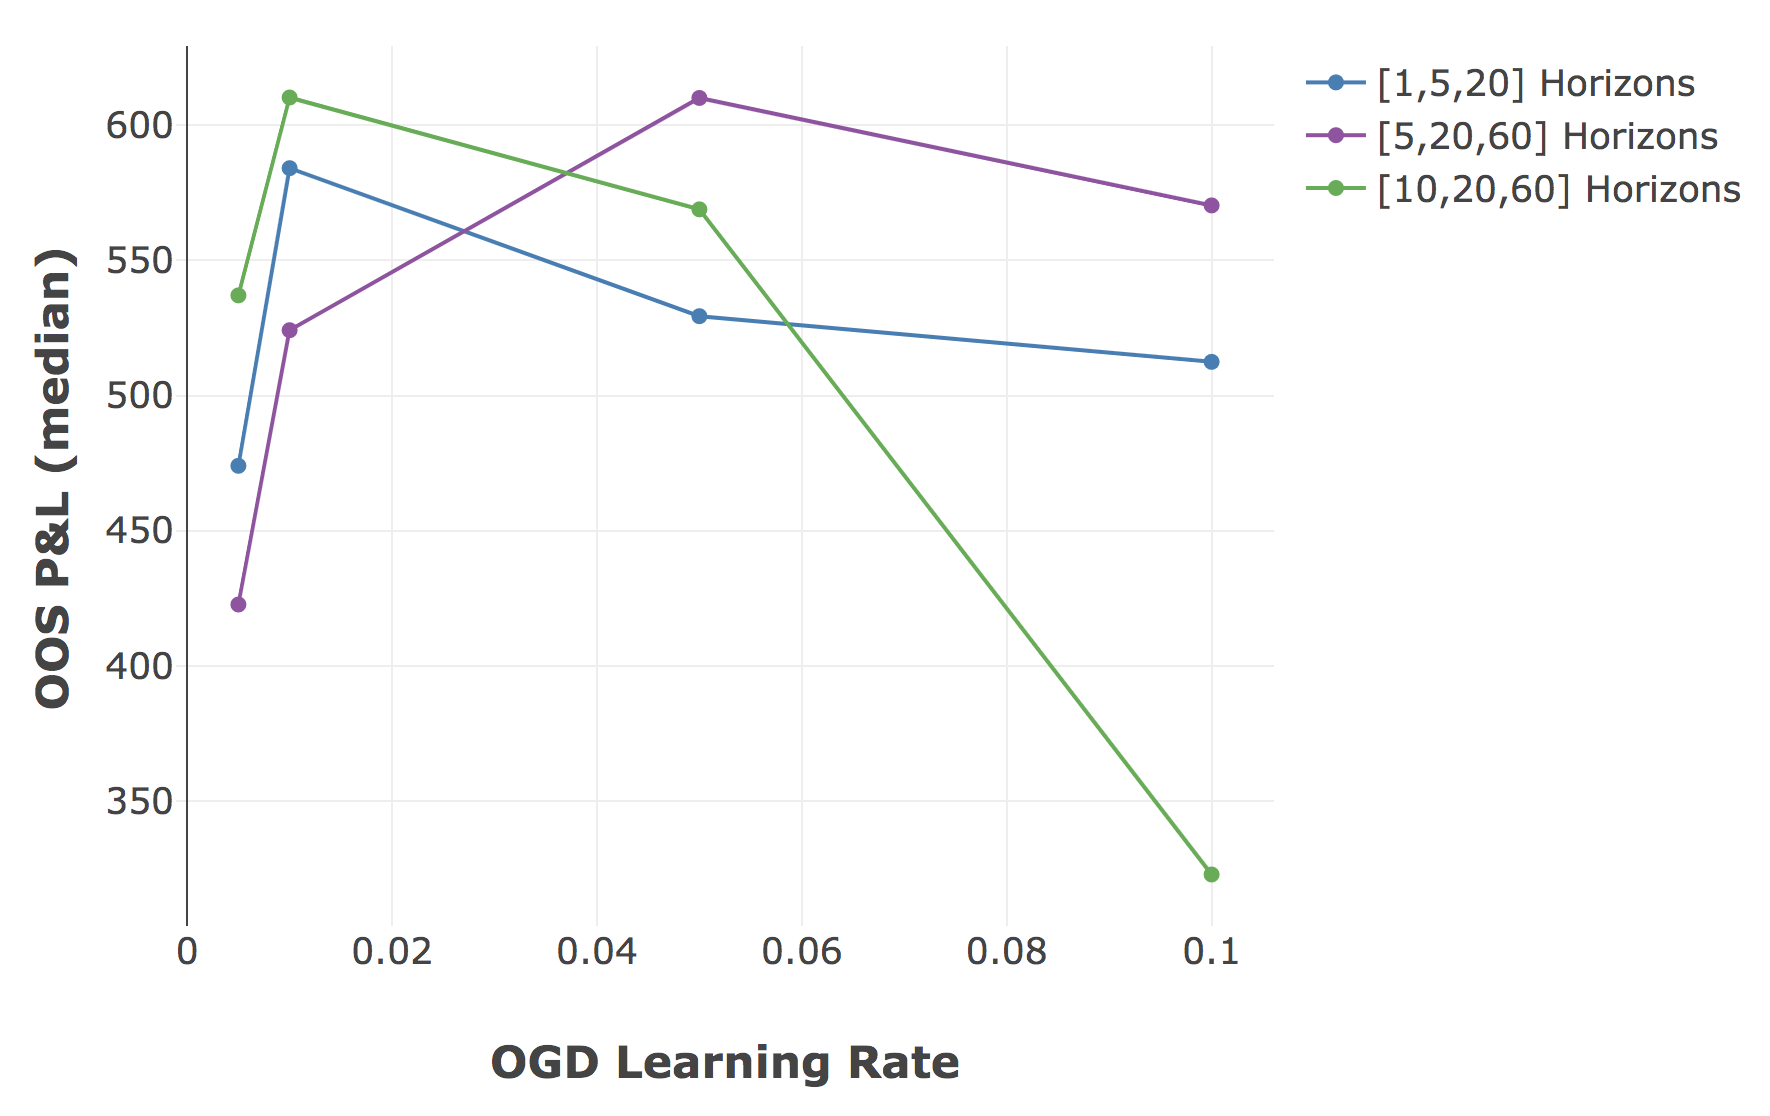 [1,5,20] Horizons
[5,20,60] Horizons
[10,20,60] Horizons
OOS P&L (median)
600
550
500
450
400
350
0 0.02 0.04 0.06 0.08 0.1
OGD Learning Rate